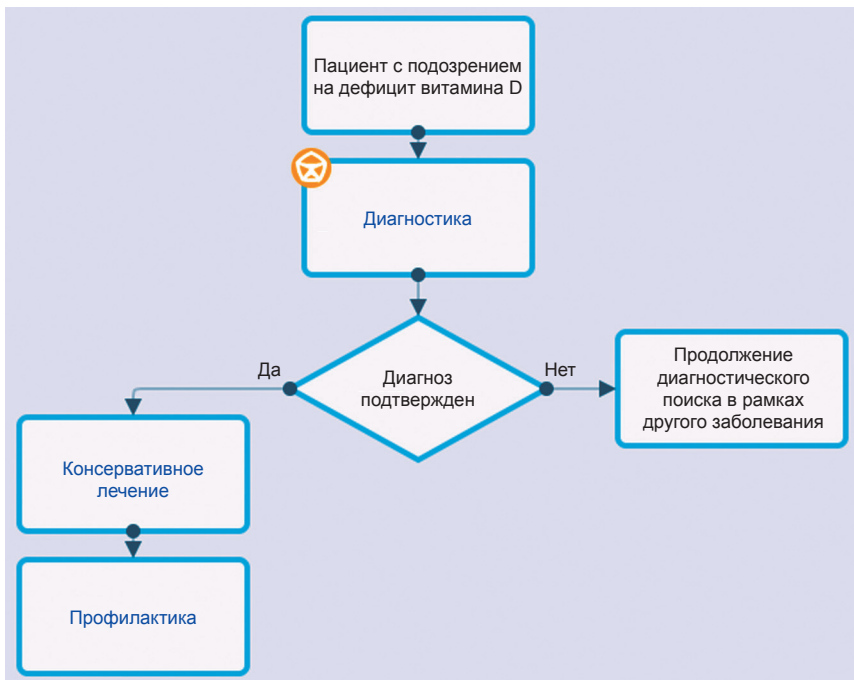 Пациент с подозрением
на дефицит витамина D
Диагностика
Да
Диагноз
подтвержден
Нет
Продолжение
диагностического
поиска в рамках
другого заболевания
Консервативное
лечение
Профилактика